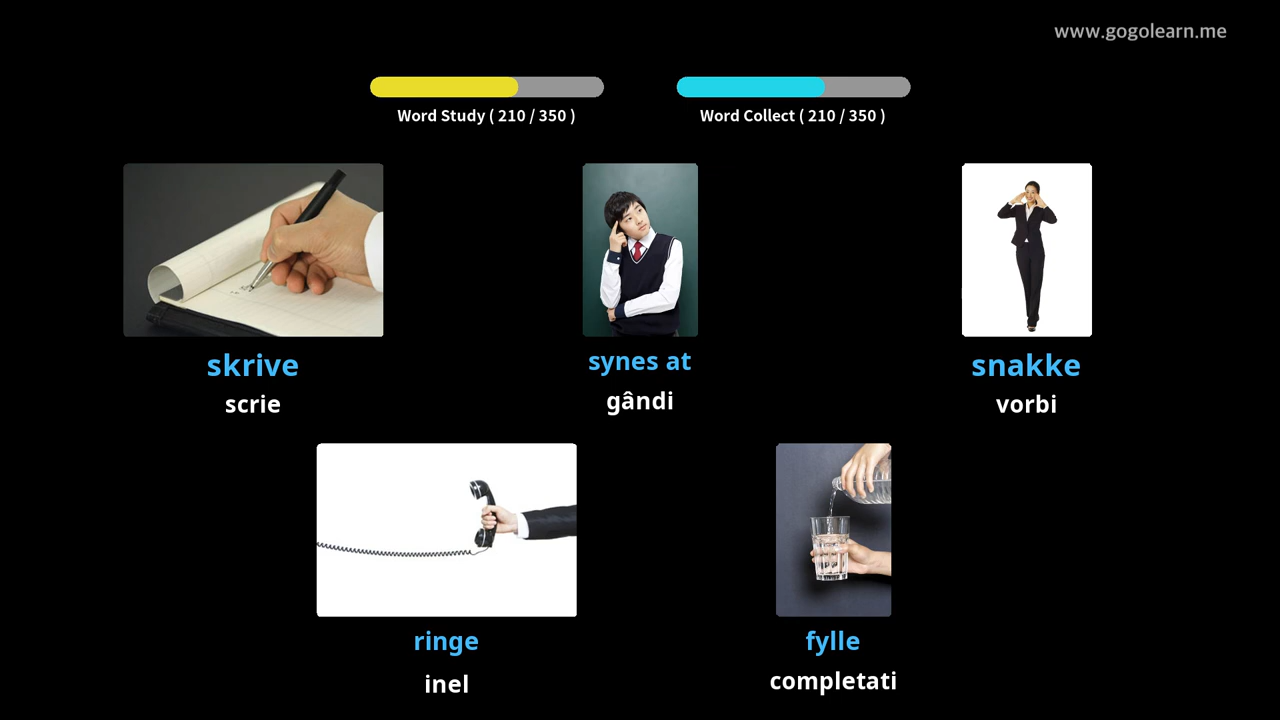 www.gogolearn.me
Word Study ( 210 / 350 )
Word Collect ( 210 / 350 )
skrive
scrie
synes at
gândi
snakke
vorbi
ringe
inel
fylle
completati